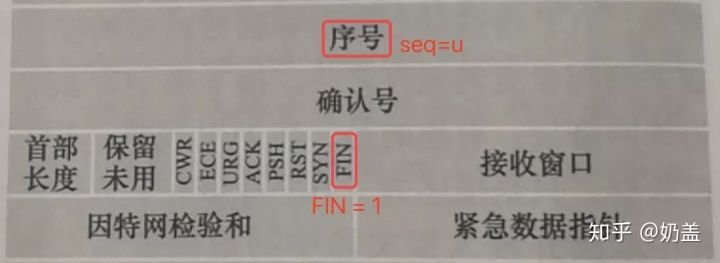 序号 seq=u
确认号
首部长度 保留未用 CWR ECE URG ACK PSH RST SYN FIN 接收窗口
FIN = 1
因特网检验和 紧急数据指针
知乎 @奶盖